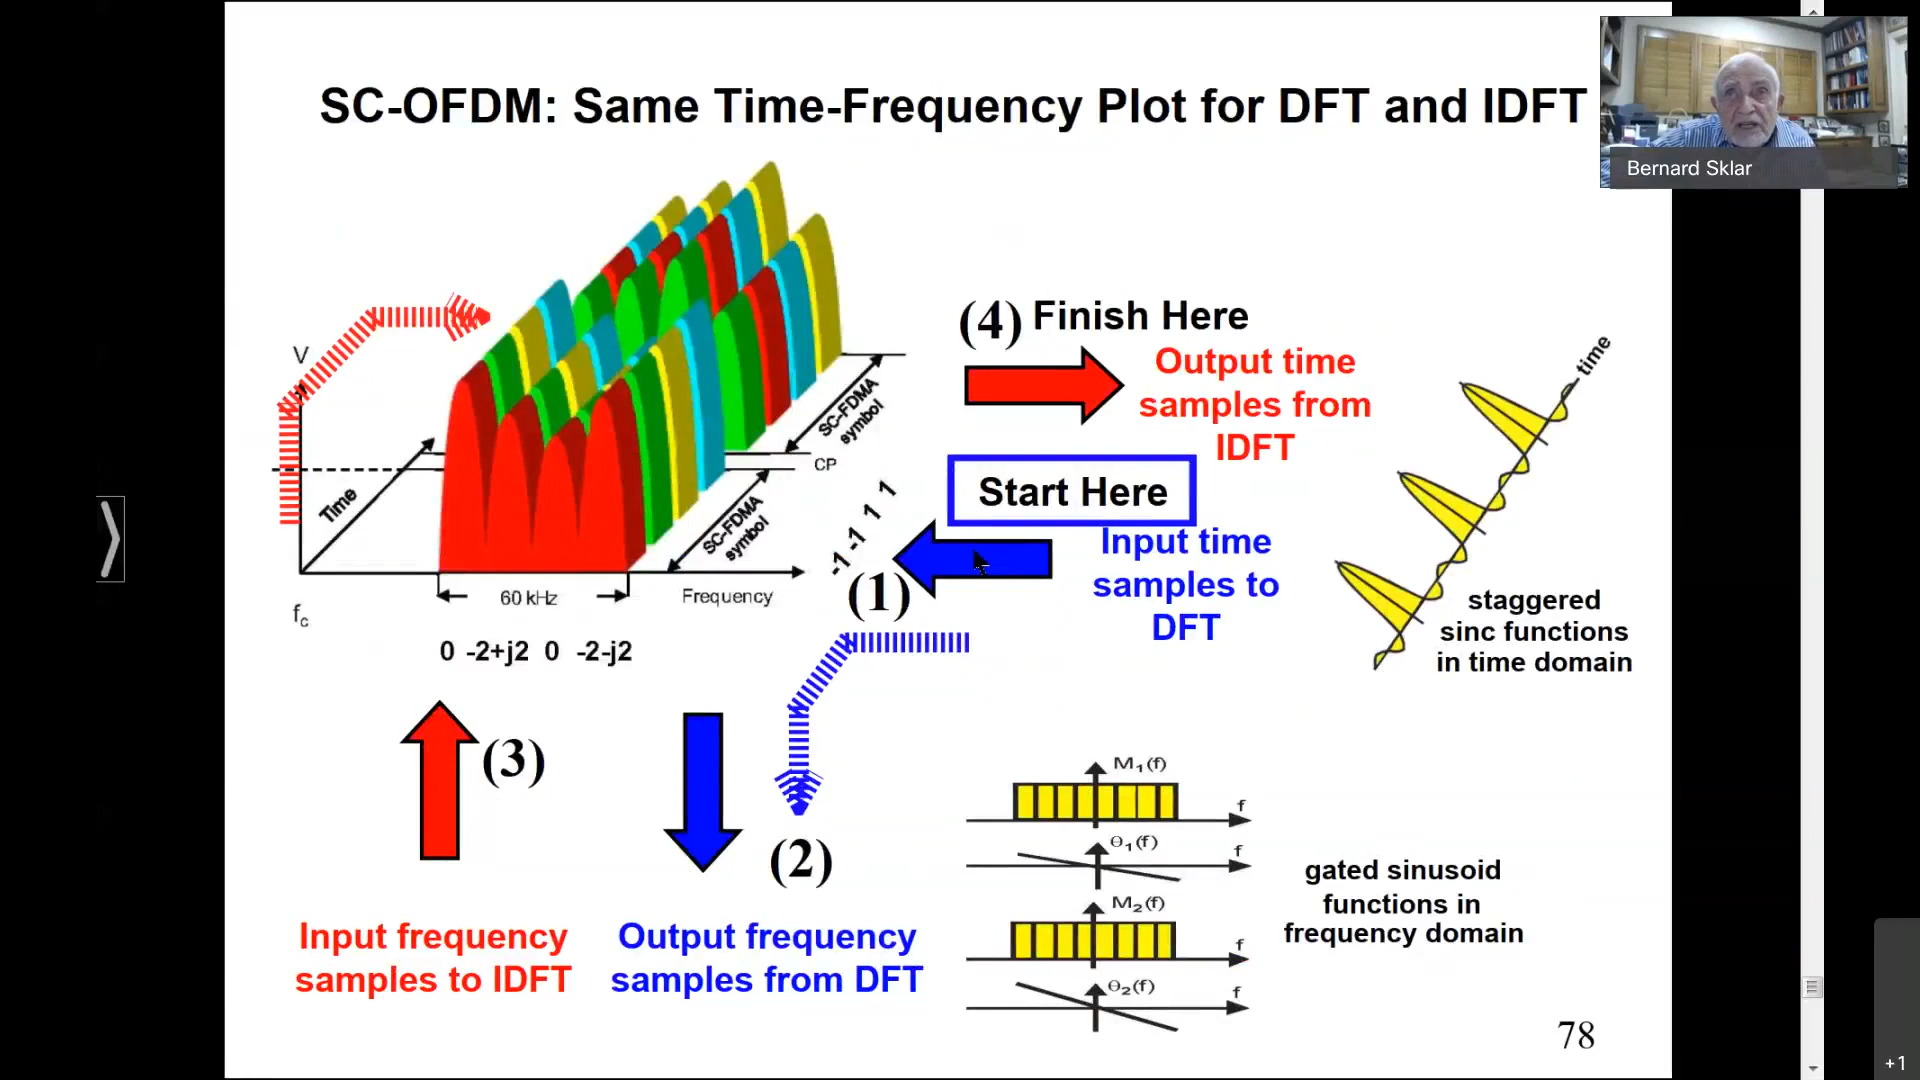 SC-OFDM: Same Time-Frequency Plot for DFT and IDFT
Bernard Sklar
(4) Finish Here
Output time
samples from
IDFT
time
V
SC-FDMA
symbol
CP
Time
SC-FDMA
symbol
-1 -1 1 1
Start Here
Input time
samples to
DFT
(1)
60 kHz
Frequency
fc
staggered
sinc functions
in time domain
0 -2+j2 0 -2-j2
(3)
(2)
M1(f)
f
Θ1(f)
f
M2(f)
f
Θ2(f)
f
gated sinusoid
functions in
frequency domain
Input frequency
samples to IDFT
Output frequency
samples from DFT
78
+1